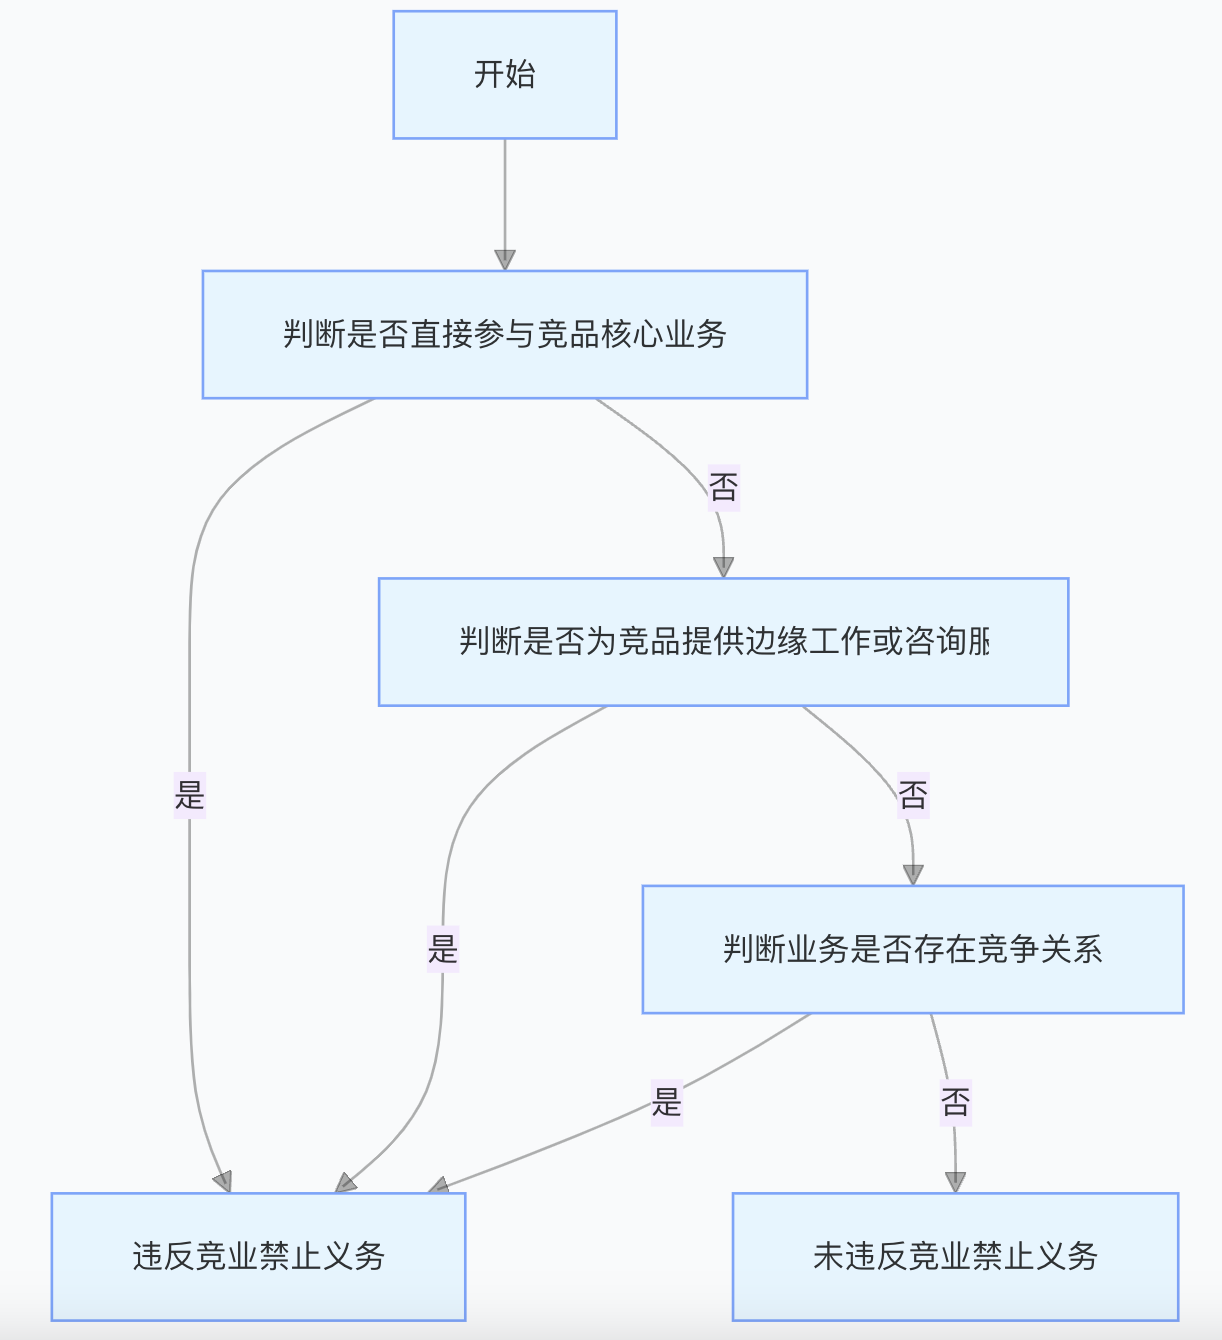 开始
判断是否直接参与竞品核心业务
否
判断是否为竞品提供边缘工作或咨询服
是
否
是
判断业务是否存在竞争关系
是
否
违反竞业禁止义务
未违反竞业禁止义务